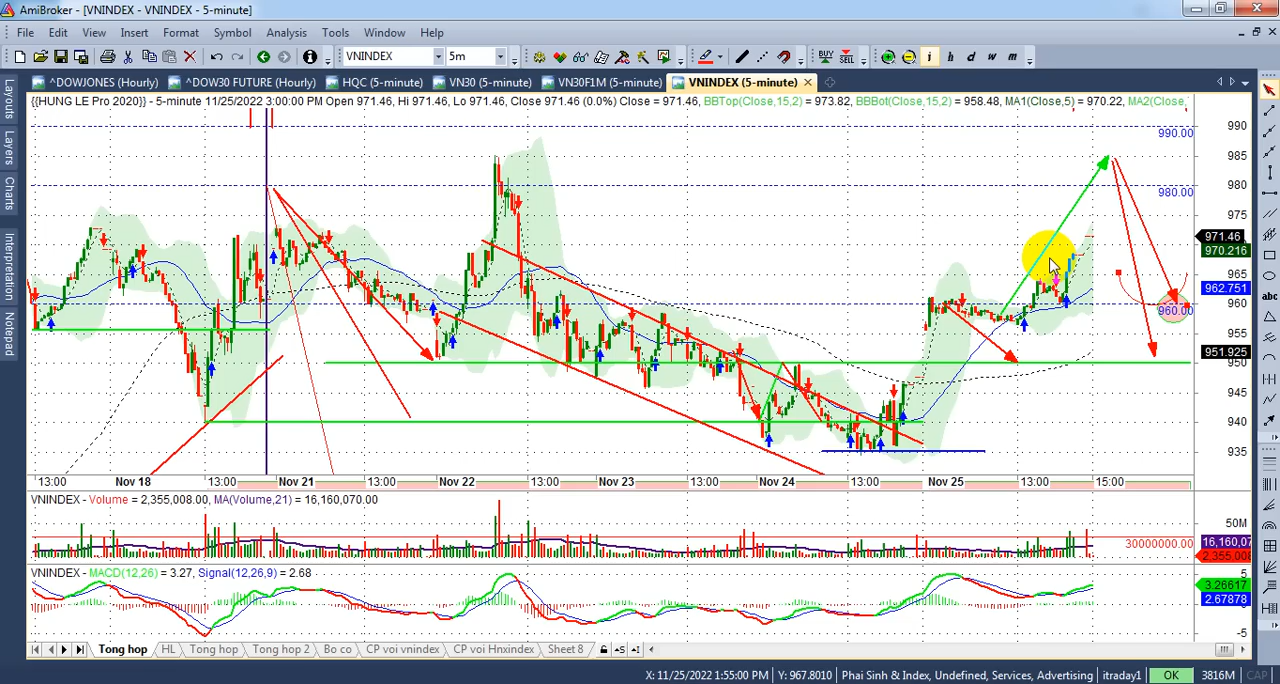 AmiBroker - [VNINDEX - VNINDEX - 5-minute]
File Edit View Insert Format Symbol Analysis Tools Window Help
VNINDEX 5m BUY SELL i h d w m
^DOWJONES (Hourly) ^DOW30 FUTURE (Hourly) HQC (5-minute) VN30 (5-minute) VN30F1M (5-minute) VNINDEX (5-minute)
{{HUNG LE Pro 2020}} - 5-minute 11/25/2022 3:00:00 PM Open 971.46, Hi 971.46, Lo 971.46, Close 971.46 (0.0%) Close = 971.46, BBTop(Close,15,2) = 973.82, BBBot(Close,15,2) = 958.48, MA1(Close,5) = 970.22, MA2(Close,
Layouts
Layers
Charts
Interpretation
Notepad
990.00 990
985
980
980.00
975
971.46
970.216
965
962.751
960
960.00
955
951.925
950
945
940
935
13:00 Nov 18 13:00 Nov 21 13:00 Nov 22 13:00 Nov 23 13:00 Nov 24 13:00 Nov 25 13:00 15:00
VNINDEX - Volume = 2,355,008.00, MA(Volume,21) = 16,160,070.00
50M
30000000.00
16,160,07
2,355,008
VNINDEX - MACD(12,26) = 3.27, Signal(12,26,9) = 2.68
5
3.26617
2.67878
0
-5
Tong hop HL Tong hop Tong hop 2 Bo co CP voi vnindex CP voi Hnxindex Sheet 8
X: 11/25/2022 1:55:00 PM Y: 967.8010 Phai Sinh & Index, Undefined, Services, Advertising itraday1 OK 3816M CAP
abc